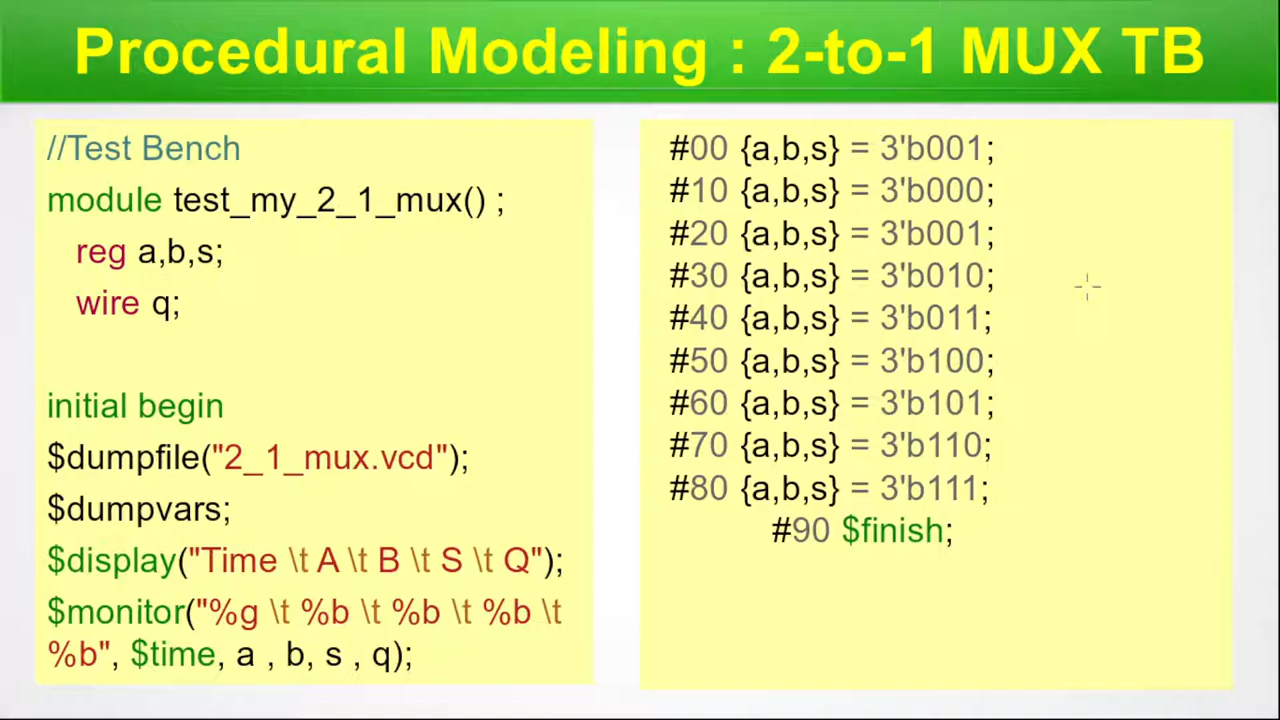 Procedural Modeling : 2-to-1 MUX TB
//Test Bench
module test_my_2_1_mux() ;
reg a,b,s;
wire q;
initial begin
$dumpfile("2_1_mux.vcd");
$dumpvars;
$display("Time \t A \t B \t S \t Q");
$monitor("%g \t %b \t %b \t %b \t
%b", $time, a , b, s , q);
#00 {a,b,s} = 3'b001;
#10 {a,b,s} = 3'b000;
#20 {a,b,s} = 3'b001;
#30 {a,b,s} = 3'b010;
#40 {a,b,s} = 3'b011;
#50 {a,b,s} = 3'b100;
#60 {a,b,s} = 3'b101;
#70 {a,b,s} = 3'b110;
#80 {a,b,s} = 3'b111;
#90 $finish;